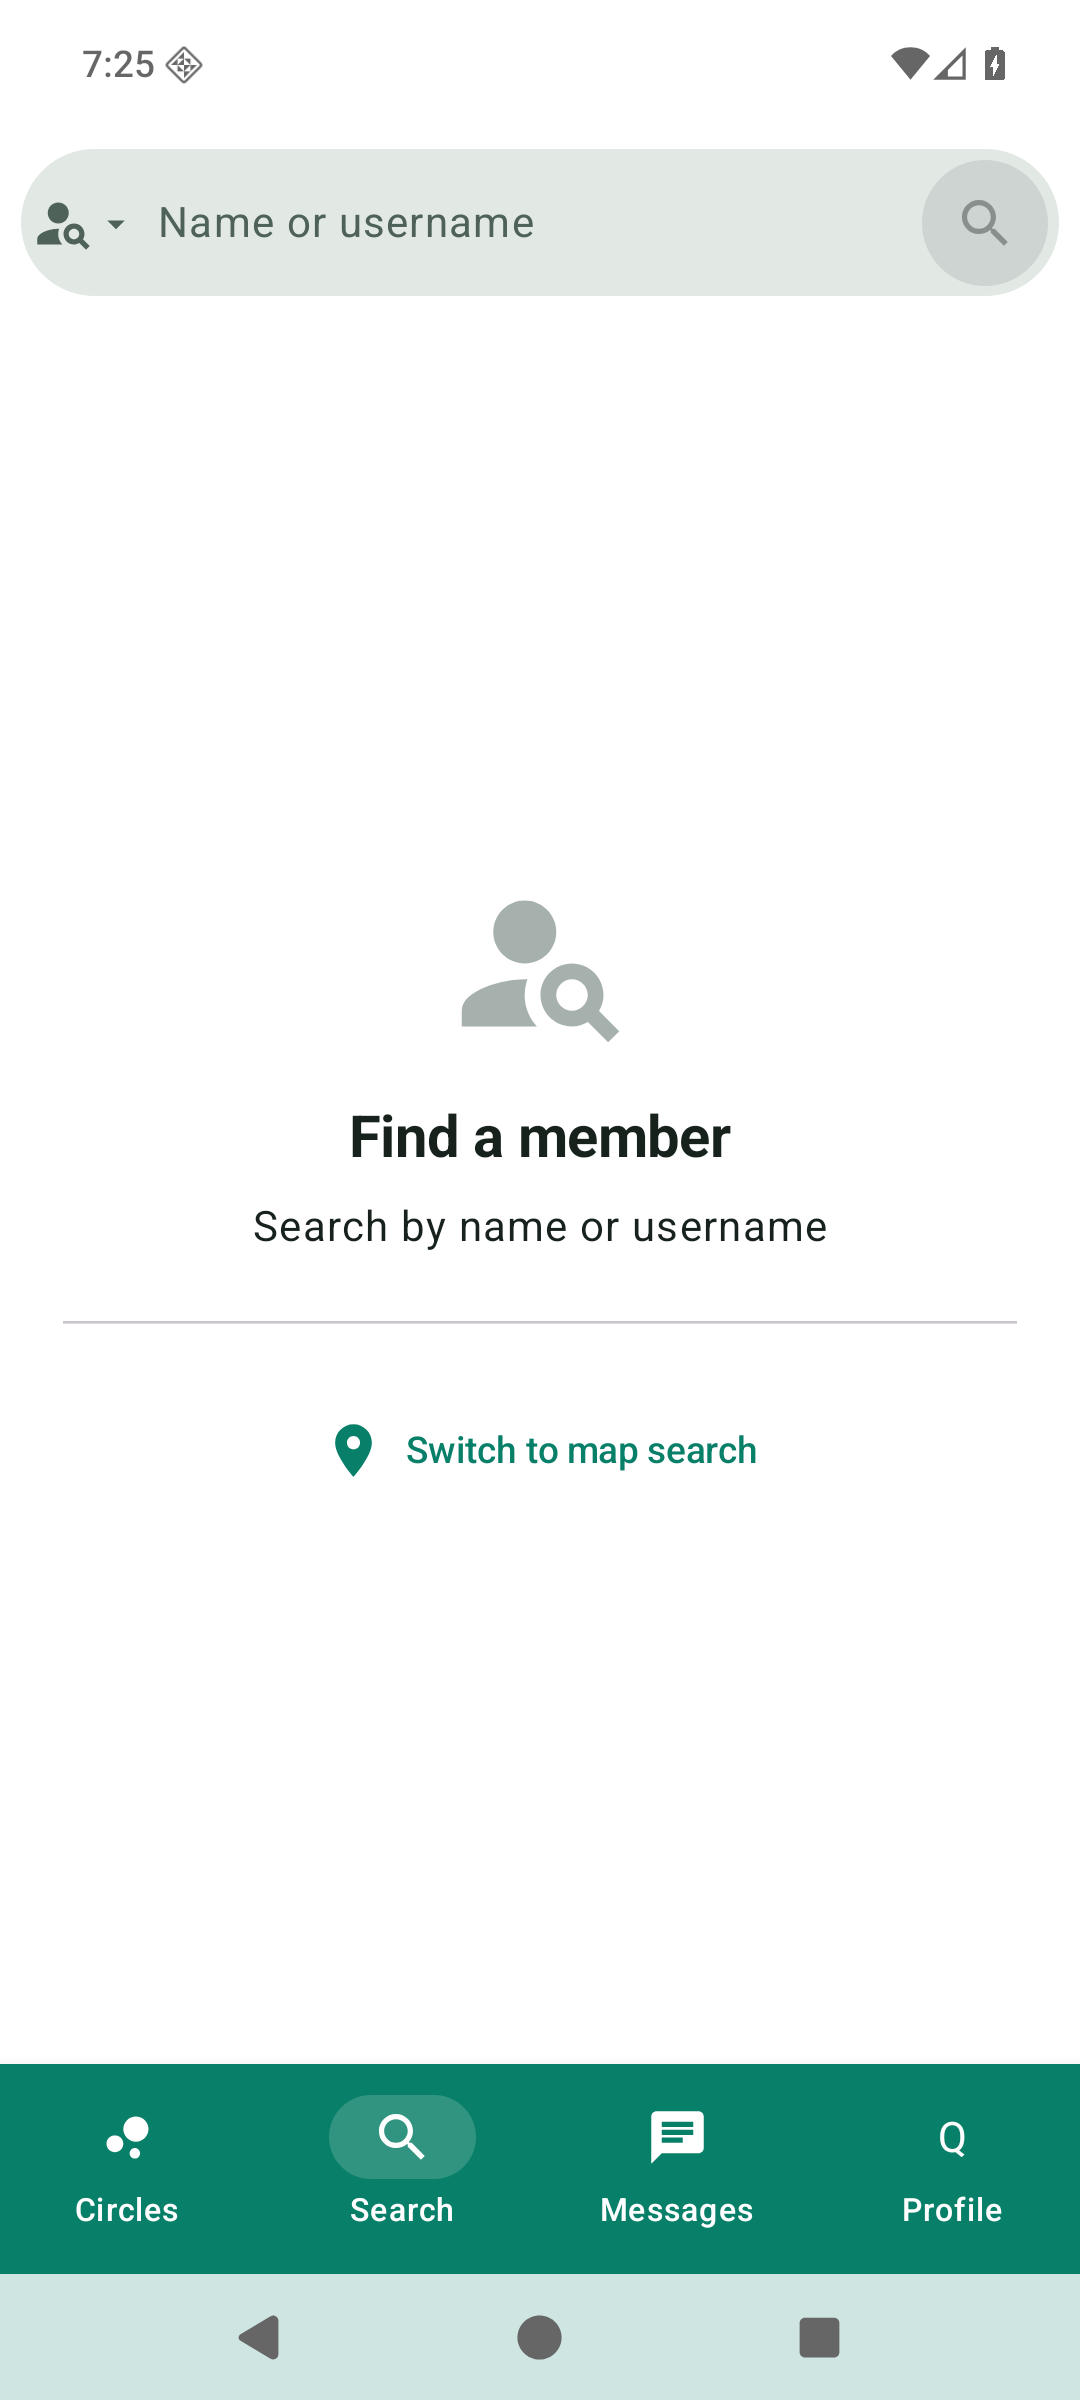 7:25
Name or username
Find a member
Search by name or username
Switch to map search
Q
Circles
Search
Messages
Profile